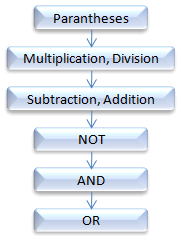 Parantheses
Multiplication, Division
Subtraction, Addition
NOT
AND
OR